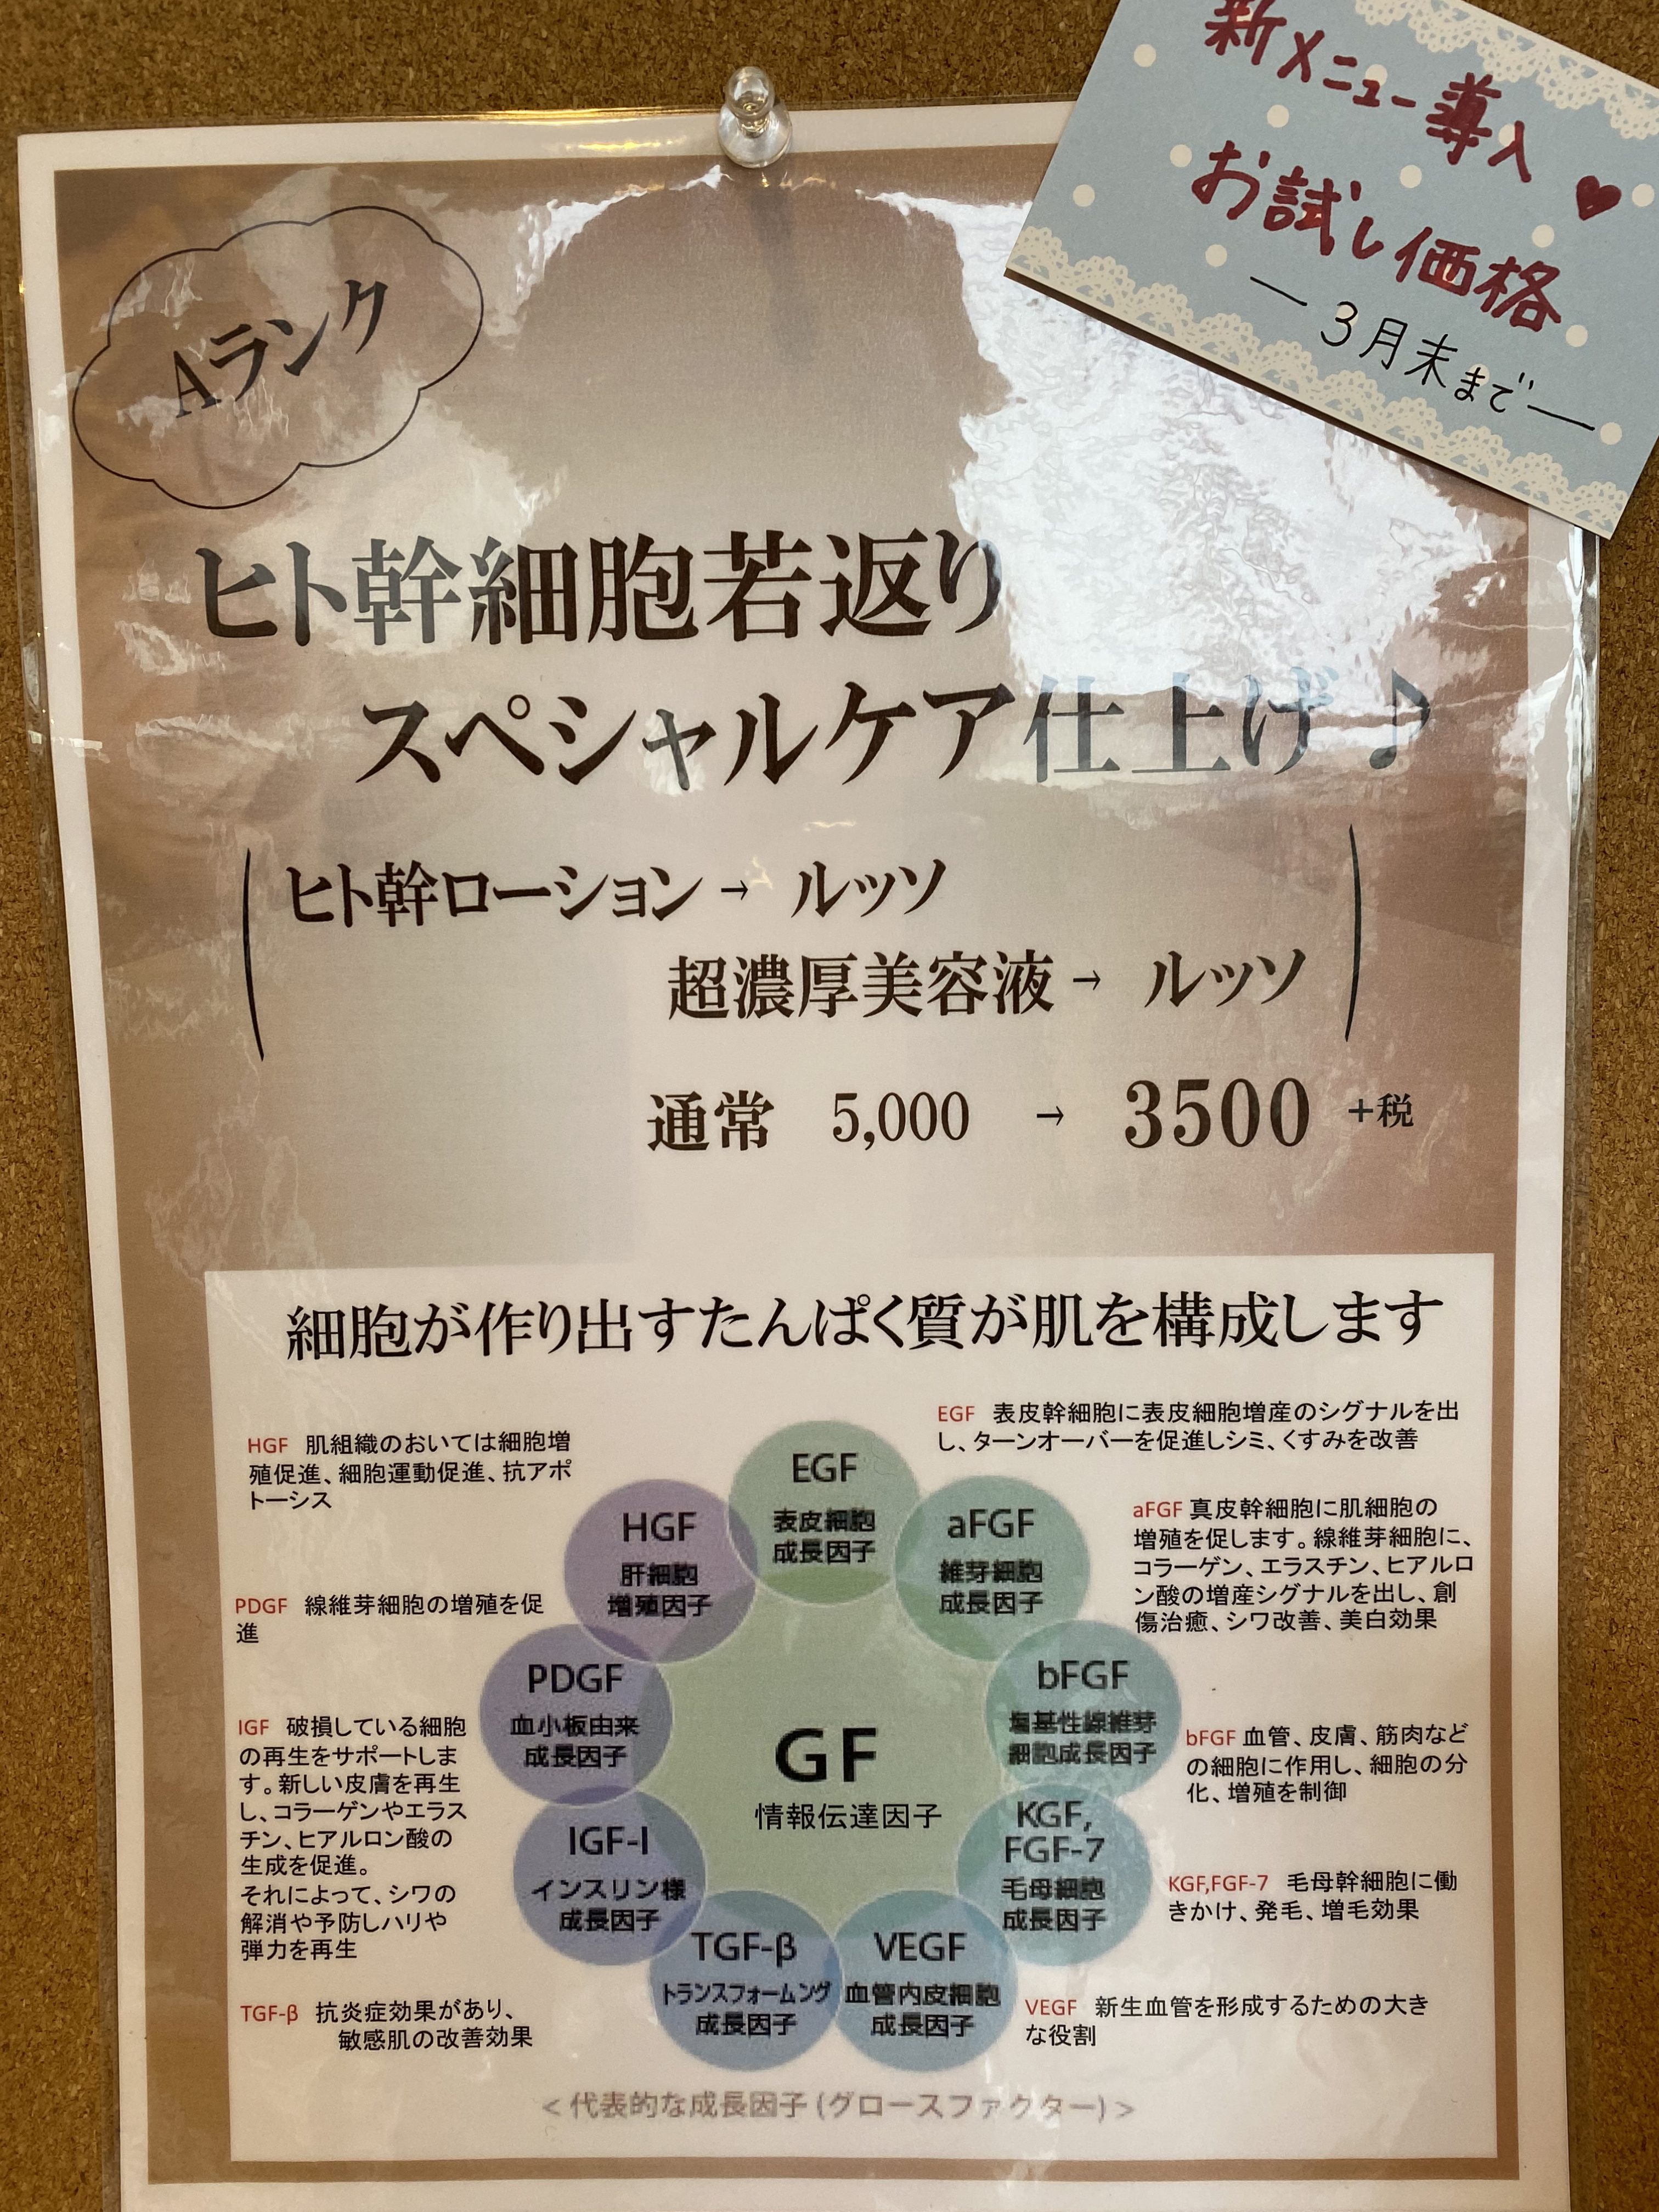 新メニュー導入♥
お試し価格
―3月末まで―
Aランク
ヒト幹細胞若返り
スペシャルケア仕上げ♪
(ヒト幹ローション→ ルッソ
超濃厚美容液→ ルッソ)
通常 5,000 → 3500 +税
細胞が作り出すたんぱく質が肌を構成します
EGF 表皮幹細胞に表皮細胞増産のシグナルを出
し、ターンオーバーを促進しシミ、くすみを改善
HGF 肌組織のおいては細胞増
殖促進、細胞運動促進、抗アポ
トーシス
aFGF 真皮幹細胞に肌細胞の
増殖を促します。線維芽細胞に、
コラーゲン、エラスチン、ヒアルロ
ン酸の増産シグナルを出し、創
傷治癒、シワ改善、美白効果
PDGF 線維芽細胞の増殖を促
進
bFGF 血管、皮膚、筋肉など
の細胞に作用し、細胞の分
化、増殖を制御
IGF 破損している細胞
の再生をサポートしま
す。新しい皮膚を再生
し、コラーゲンやエラス
チン、ヒアルロン酸の
生成を促進。
それによって、シワの
解消や予防しハリや
弾力を再生
KGF,FGF-7 毛母幹細胞に働
きかけ、発毛、増毛効果
TGF-β 抗炎症効果があり、
敏感肌の改善効果
VEGF 新生血管を形成するための大き
な役割
EGF
表皮細胞
成長因子
aFGF
維芽細胞
成長因子
bFGF
塩基性線維芽
細胞成長因子
KGF,
FGF-7
毛母細胞
成長因子
VEGF
血管内皮細胞
成長因子
TGF-β
トランスフォームング
成長因子
IGF-I
インスリン様
成長因子
PDGF
血小板由来
成長因子
HGF
肝細胞
増殖因子
GF
情報伝達因子
<代表的な成長因子(グロースファクター)>